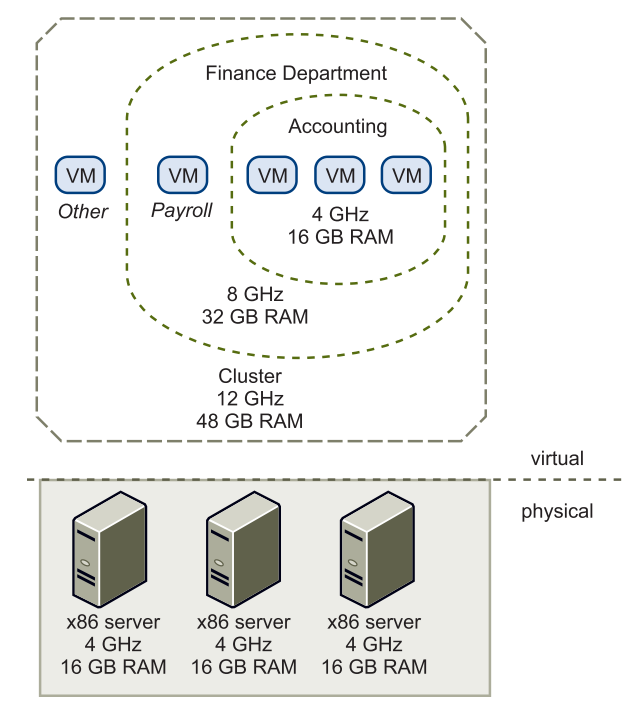 Finance Department
Accounting
VM VM VM VM VM
Other Payroll
4 GHz
16 GB RAM
8 GHz
32 GB RAM
Cluster
12 GHz
48 GB RAM
virtual
physical
x86 server x86 server x86 server
4 GHz 4 GHz 4 GHz
16 GB RAM 16 GB RAM 16 GB RAM